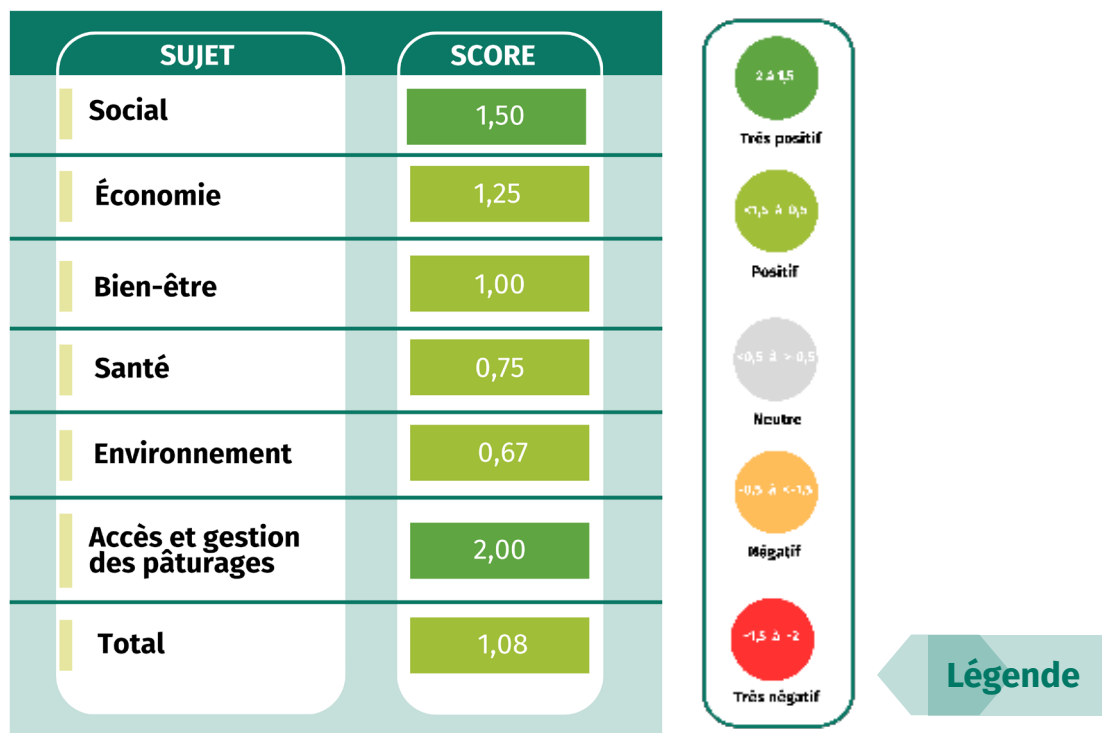 SUJET SCORE
Social 1,50
Économie 1,25
Bien-être 1,00
Santé 0,75
Environnement 0,67
Accès et gestion
des pâturages 2,00
Total 1,08
2 à 1,5
Très positif
<1,5 à 0,5
Positif
<0,5 à > 0,5
Neutre
-0,5 à <-1,5
Négatif
-1,5 à -2
Très négatif
Légende